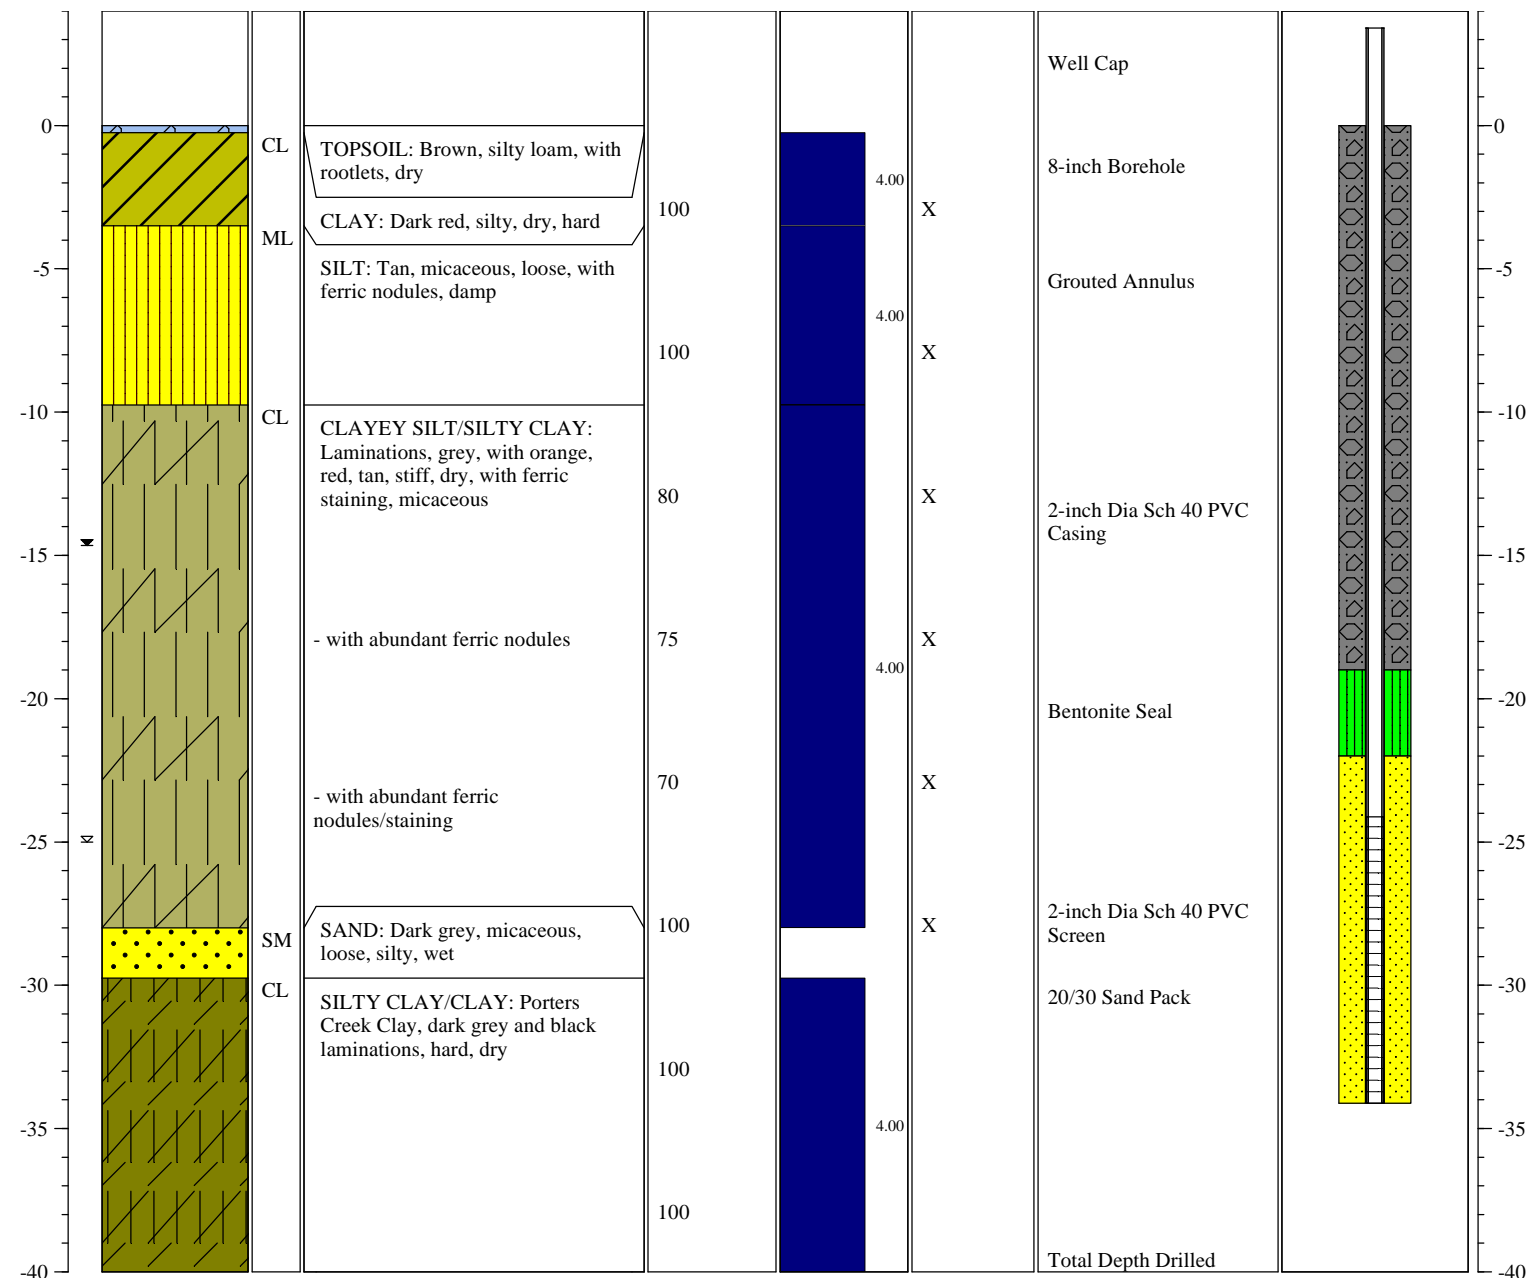 Well Cap
0
0
CL
TOPSOIL: Brown, silty loam, with
rootlets, dry
8-inch Borehole
4.00
100
X
CLAY: Dark red, silty, dry, hard
ML
-5
SILT: Tan, micaceous, loose, with
ferric nodules, damp
Grouted Annulus
-5
4.00
100
X
-10
CL
-10
CLAYEY SILT/SILTY CLAY:
Laminations, grey, with orange,
red, tan, stiff, dry, with ferric
staining, micaceous
80
X
2-inch Dia Sch 40 PVC
Casing
-15
-15
- with abundant ferric nodules
75
X
4.00
-20
Bentonite Seal
-20
70
X
- with abundant ferric
nodules/staining
-25
-25
2-inch Dia Sch 40 PVC
Screen
100
X
SM
SAND: Dark grey, micaceous,
loose, silty, wet
-30
CL
-30
SILTY CLAY/CLAY: Porters
Creek Clay, dark grey and black
laminations, hard, dry
20/30 Sand Pack
100
-35
4.00
-35
100
Total Depth Drilled
-40
-40